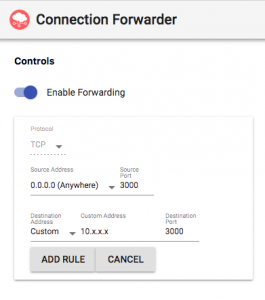 Connection Forwarder
Controls
Enable Forwarding
Protocol
TCP
Source Address
Source Port
0.0.0.0 (Anywhere)
3000
Destination Address
Custom Address
Destination Port
Custom
10.x.x.x
3000
ADD RULE
CANCEL